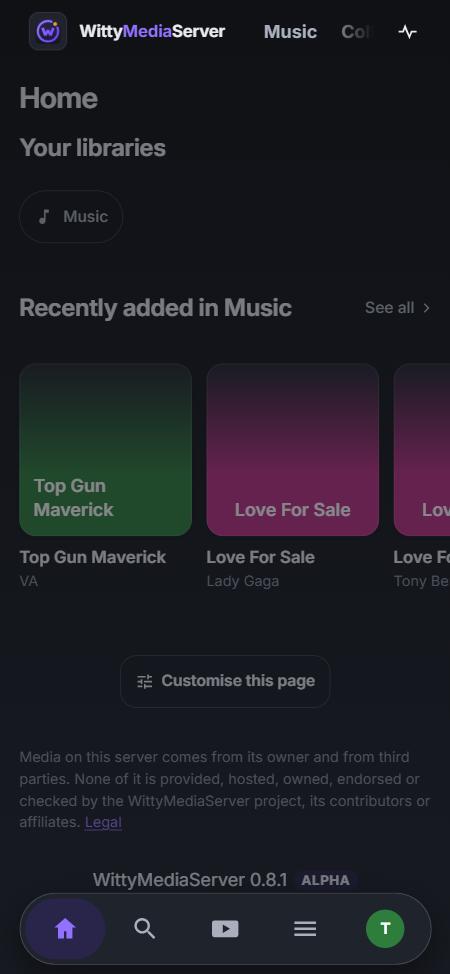 WittyMediaServer Music
Home
Your libraries
Music
Recently added in Music See all
Top Gun
Maverick
Love For Sale
Top Gun Maverick Love For Sale
VA Lady Gaga Tony
Media on this server comes from its owner and from third
parties. None of it is provided, hosted, owned, endorsed or
checked by the WittyMediaServer project, its contributors or
affiliates. Legal
Customise this page
WittyMediaServer 0.8.1 ALPHA
T